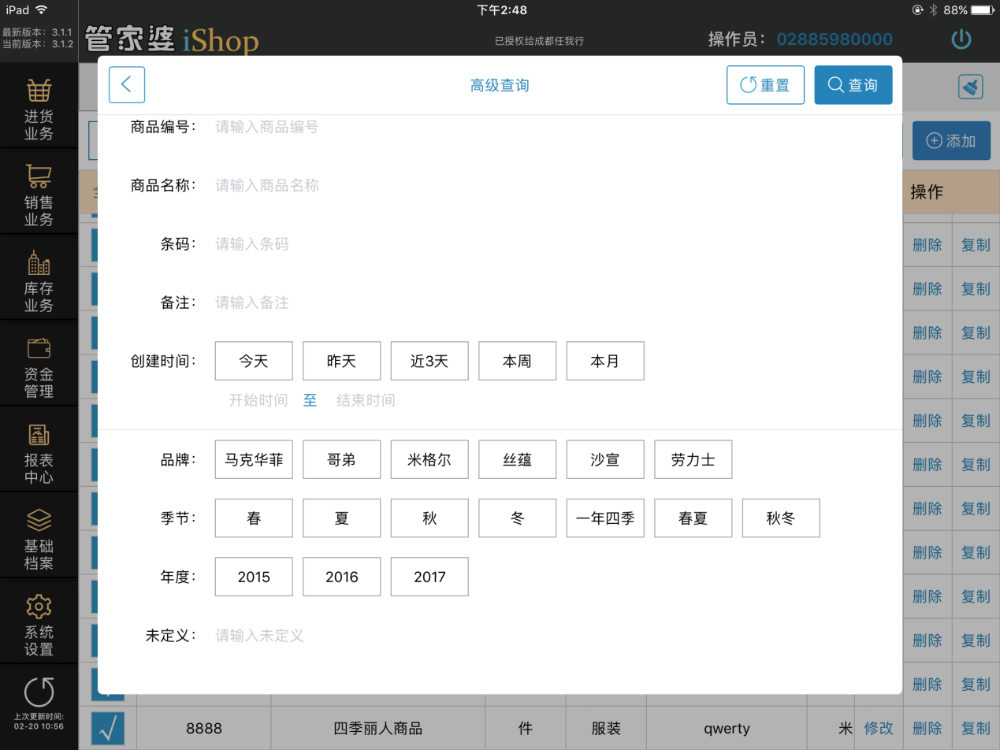 iPad
下午2:48
88%
最新版本：3.1.1
当前版本：3.1.2
管家婆 iShop
已授权给成都任我行
操作员：02885980000
高级查询
重置
查询
进货
业务
销售
业务
库存
业务
资金
管理
报表
中心
基础
档案
系统
设置
上次更新时间:
02-20 10:56
商品编号： 请输入商品编号
商品名称： 请输入商品名称
条码： 请输入条码
备注： 请输入备注
创建时间： 今天 昨天 近3天 本周 本月
开始时间 至 结束时间
品牌： 马克华菲 哥弟 米格尔 丝蕴 沙宣 劳力士
季节： 春 夏 秋 冬 一年四季 春夏 秋冬
年度： 2015 2016 2017
未定义： 请输入未定义
添加
操作
删除 复制
删除 复制
删除 复制
删除 复制
删除 复制
删除 复制
删除 复制
删除 复制
删除 复制
删除 复制
删除 复制
8888 四季丽人商品 件 服装 qwerty 米 修改 删除 复制